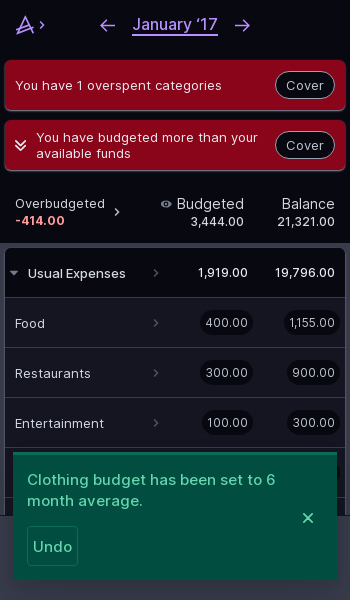 January ‘17
You have 1 overspent categories
Cover
You have budgeted more than your
available funds
Cover
Overbudgeted
-414.00
Budgeted
3,444.00
Balance
21,321.00
Usual Expenses 1,919.00 19,796.00
Food 400.00 1,155.00
Restaurants 300.00 900.00
Entertainment 100.00 300.00
Clothing budget has been set to 6
month average.
Undo